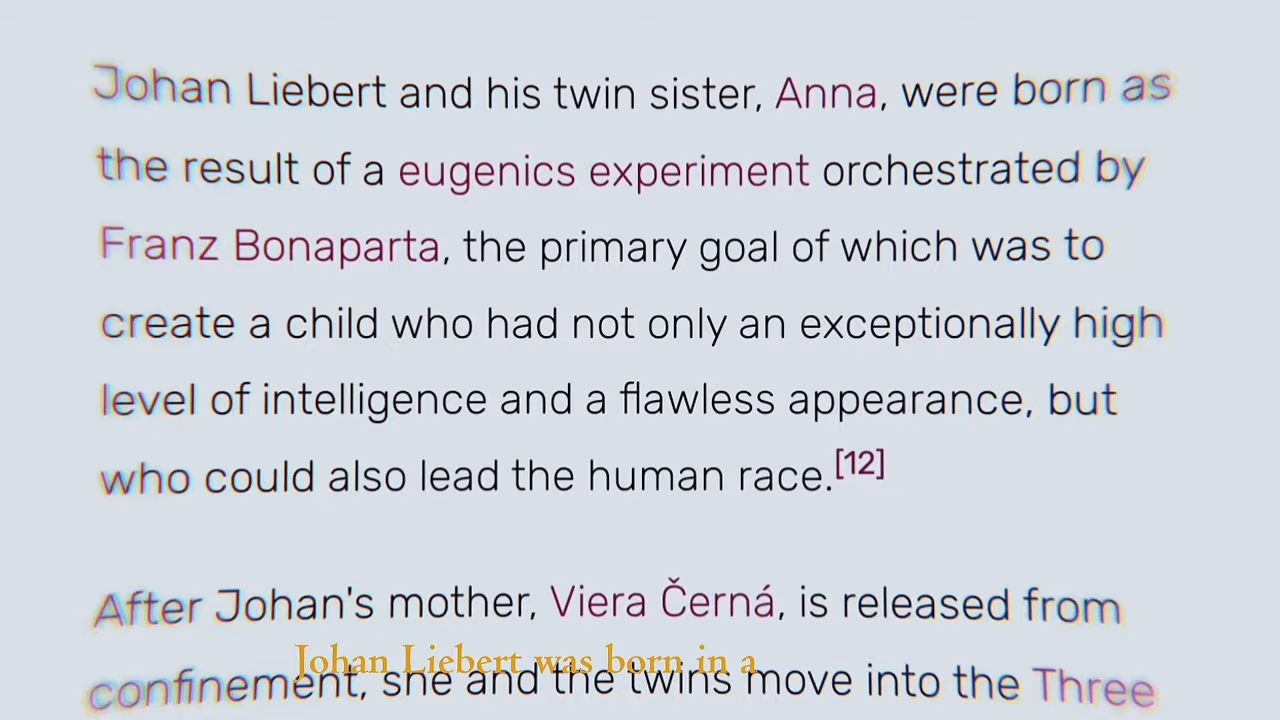 Johan Liebert and his twin sister, Anna, were born as
the result of a eugenics experiment orchestrated by
Franz Bonaparta, the primary goal of which was to
create a child who had not only an exceptionally high
level of intelligence and a flawless appearance, but
who could also lead the human race.[12]
After Johan's mother, Viera Černá, is released from
Johan Liebert was born in a
confinement, she and the twins move into the Three